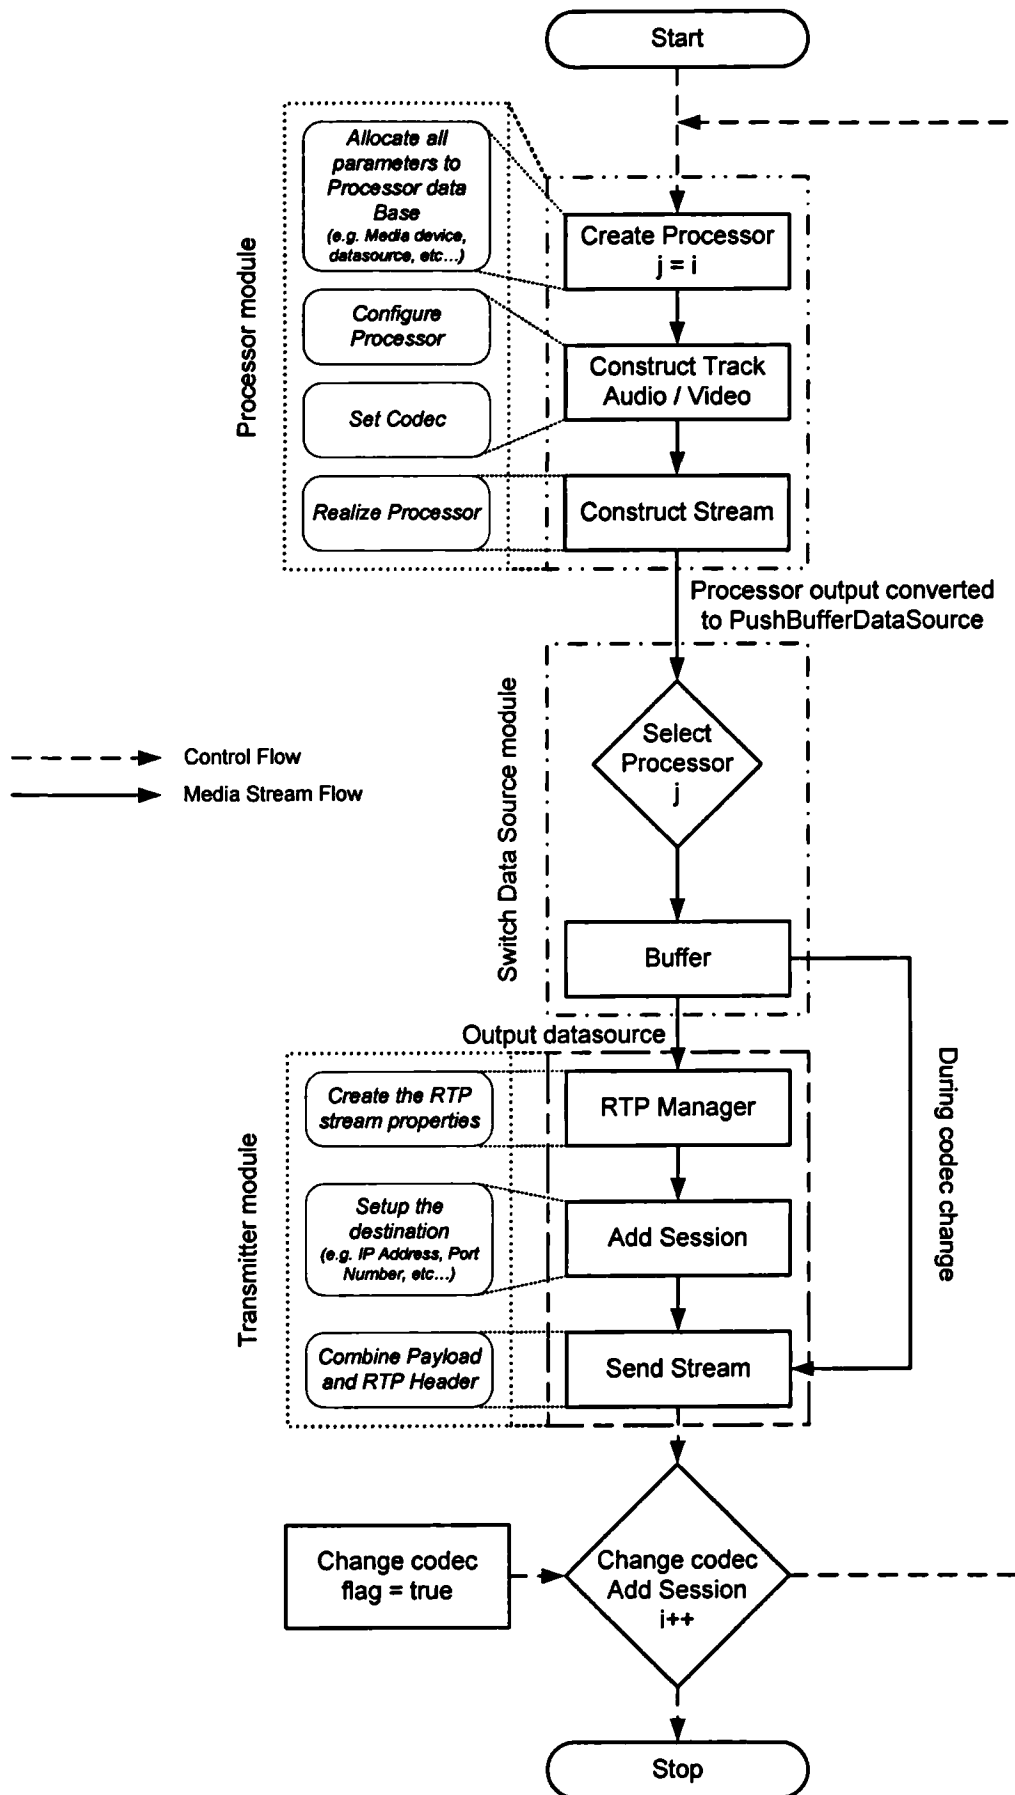 Start
Allocate all
parameters to
Processor data
Base
(e.g. Media device,
datasource, etc...)
Create Processor
j = i
Processor module
Configure
Processor
Construct Track
Audio / Video
Set Codec
Realize Processor
Construct Stream
Processor output converted
to PushBufferDataSource
Switch Data Source module
Select
Processor
j
Control Flow
Media Stream Flow
Buffer
Output datasource
During codec change
Transmitter module
Create the RTP
stream properties
RTP Manager
Setup the
destination
(e.g. IP Address, Port
Number, etc...)
Add Session
Combine Payload
and RTP Header
Send Stream
Change codec
flag = true
Change codec
Add Session
i++
Stop